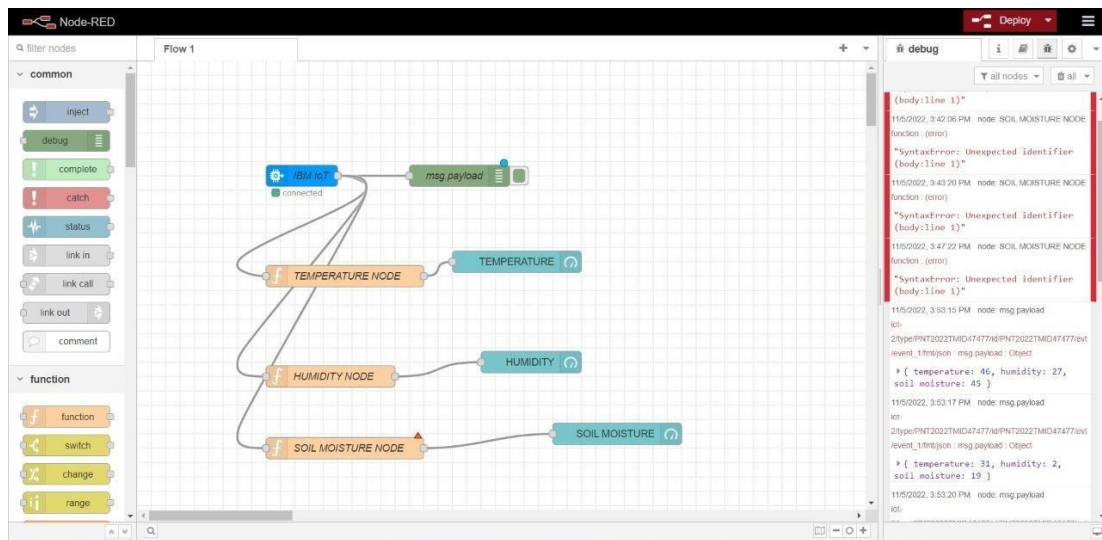 Node-RED
Deploy
filter nodes
Flow 1
debug
i
all nodes
all
common
inject
debug
complete
catch
status
link in
link call
link out
comment
function
function
switch
change
range
IBM IoT
connected
msg.payload
TEMPERATURE NODE
TEMPERATURE
HUMIDITY NODE
HUMIDITY
SOIL MOISTURE NODE
SOIL MOISTURE
(body:line 1)"
11/5/2022, 3:42:06 PM node: SOIL MOISTURE NODE
function : (error)
"SyntaxError: Unexpected identifier
(body:line 1)"
11/5/2022, 3:43:20 PM node: SOIL MOISTURE NODE
function : (error)
"SyntaxError: Unexpected identifier
(body:line 1)"
11/5/2022, 3:47:22 PM node: SOIL MOISTURE NODE
function : (error)
"SyntaxError: Unexpected identifier
(body:line 1)"
11/5/2022, 3:53:15 PM node: msg.payload
iot-
2/type/PNT2022TMID47477/id/PNT2022TMID47477/evt
/event_1/fmt/json : msg.payload : Object
{ temperature: 46, humidity: 27,
soil moisture: 45 }
11/5/2022, 3:53:17 PM node: msg.payload
iot-
2/type/PNT2022TMID47477/id/PNT2022TMID47477/evt
/event_1/fmt/json : msg.payload : Object
{ temperature: 31, humidity: 2,
soil moisture: 19 }
11/5/2022, 3:53:20 PM node: msg.payload
iot-